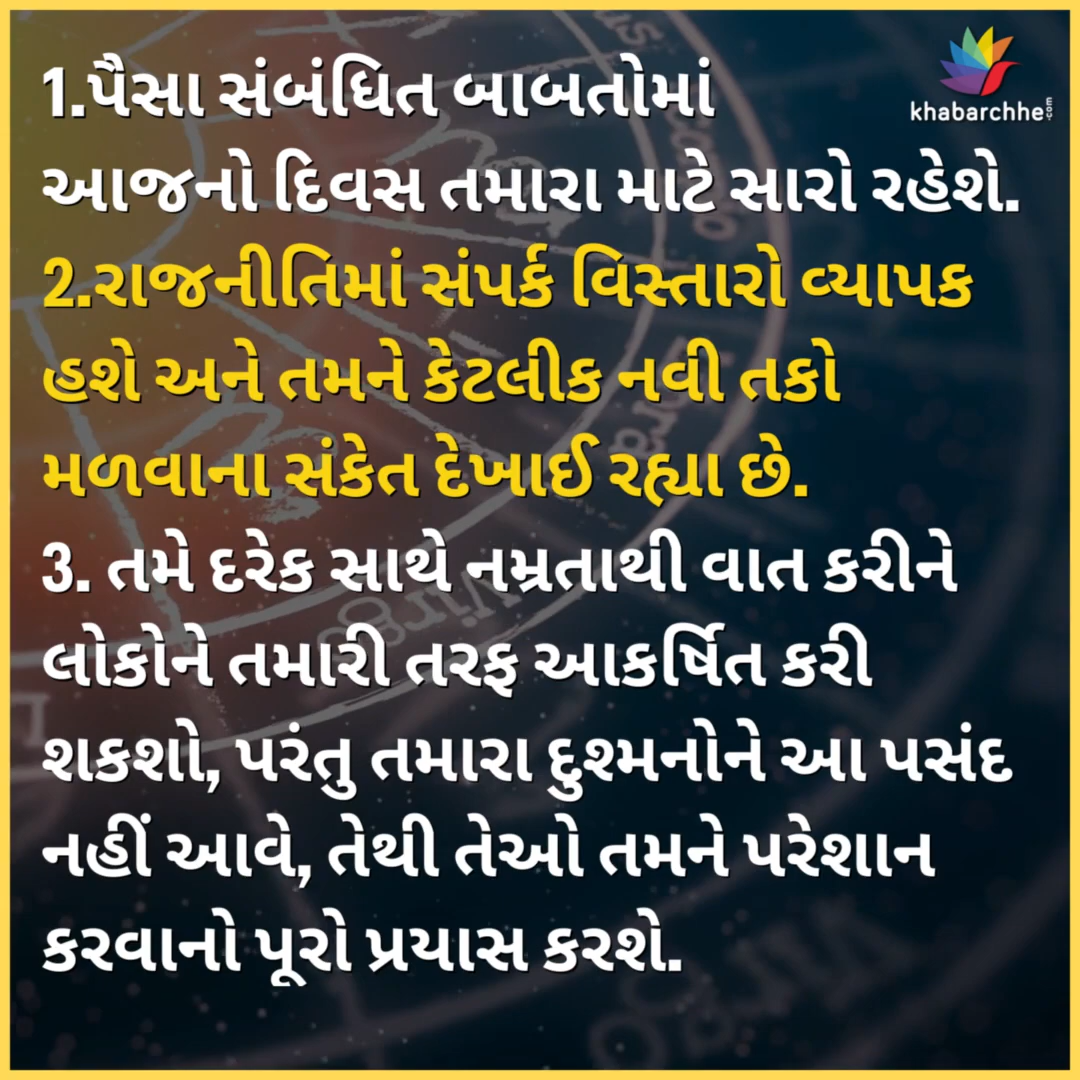 khabarchhe.com
1.પૈસા સંબંધિત બાબતોમાં
આજનો દિવસ તમારા માટે સારો રહેશે.
2.રાજનીતિમાં સંપર્ક વિસ્તારો વ્યાપક
હશે અને તમને કેટલીક નવી તકો
મળવાના સંકેત દેખાઈ રહ્યા છે.
3. તમે દરેક સાથે નમ્રતાથી વાત કરીને
લોકોને તમારી તરફ આકર્ષિત કરી
શકશો, પરંતુ તમારા દુશ્મનોને આ પસંદ
નહીં આવે, તેથી તેઓ તમને પરેશાન
કરવાનો પૂરો પ્રયાસ કરશે.
Libra
Virgo